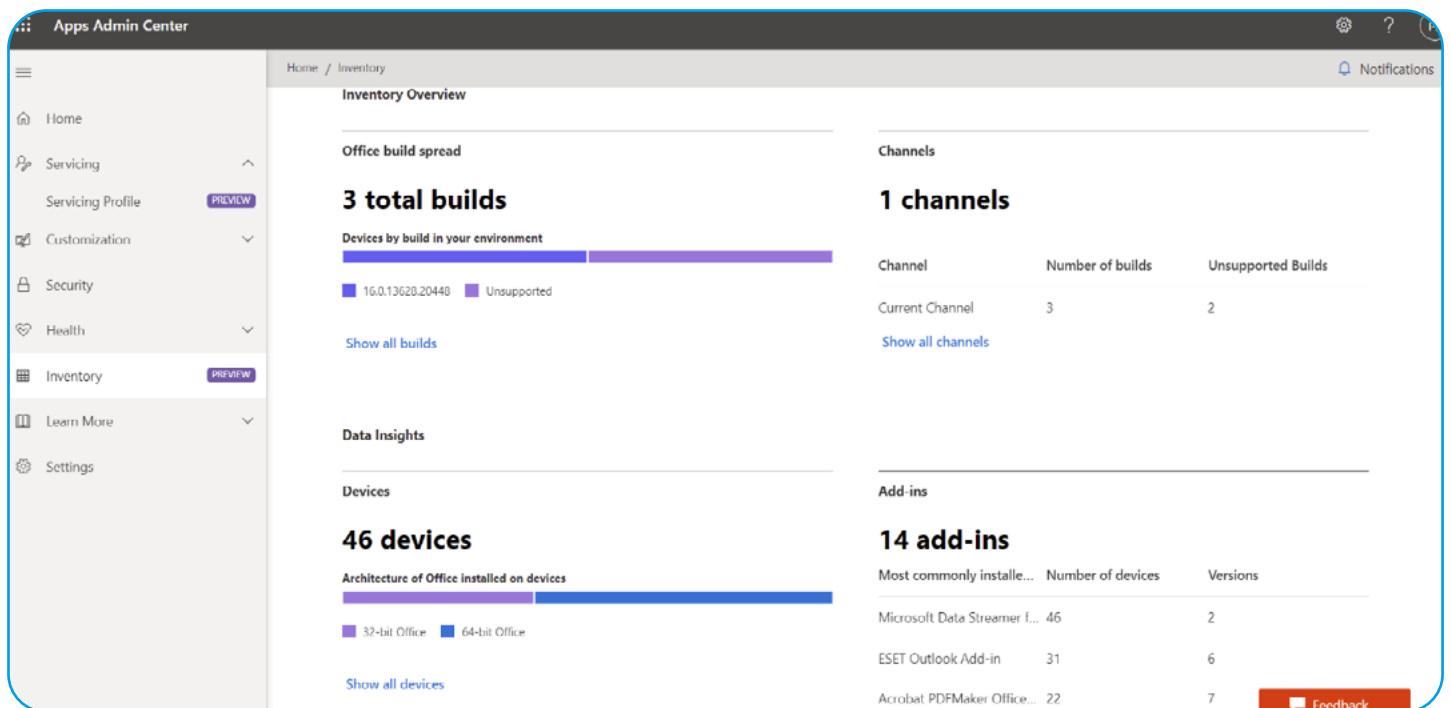 Apps Admin Center
?
Home / Inventory
Notifications
Home
Servicing
Servicing Profile PREVIEW
Customization
Security
Health
Inventory PREVIEW
Learn More
Settings
Inventory Overview
Office build spread
3 total builds
Devices by build in your environment
16.0.13628.20448 Unsupported
Show all builds
Channels
1 channels
Channel Number of builds Unsupported Builds
Current Channel 3 2
Show all channels
Data Insights
Devices
46 devices
Architecture of Office installed on devices
32-bit Office 64-bit Office
Show all devices
Add-ins
14 add-ins
Most commonly installe... Number of devices Versions
Microsoft Data Streamer f... 46 2
ESET Outlook Add-in 31 6
Acrobat PDFMaker Office... 22 7
Feedback